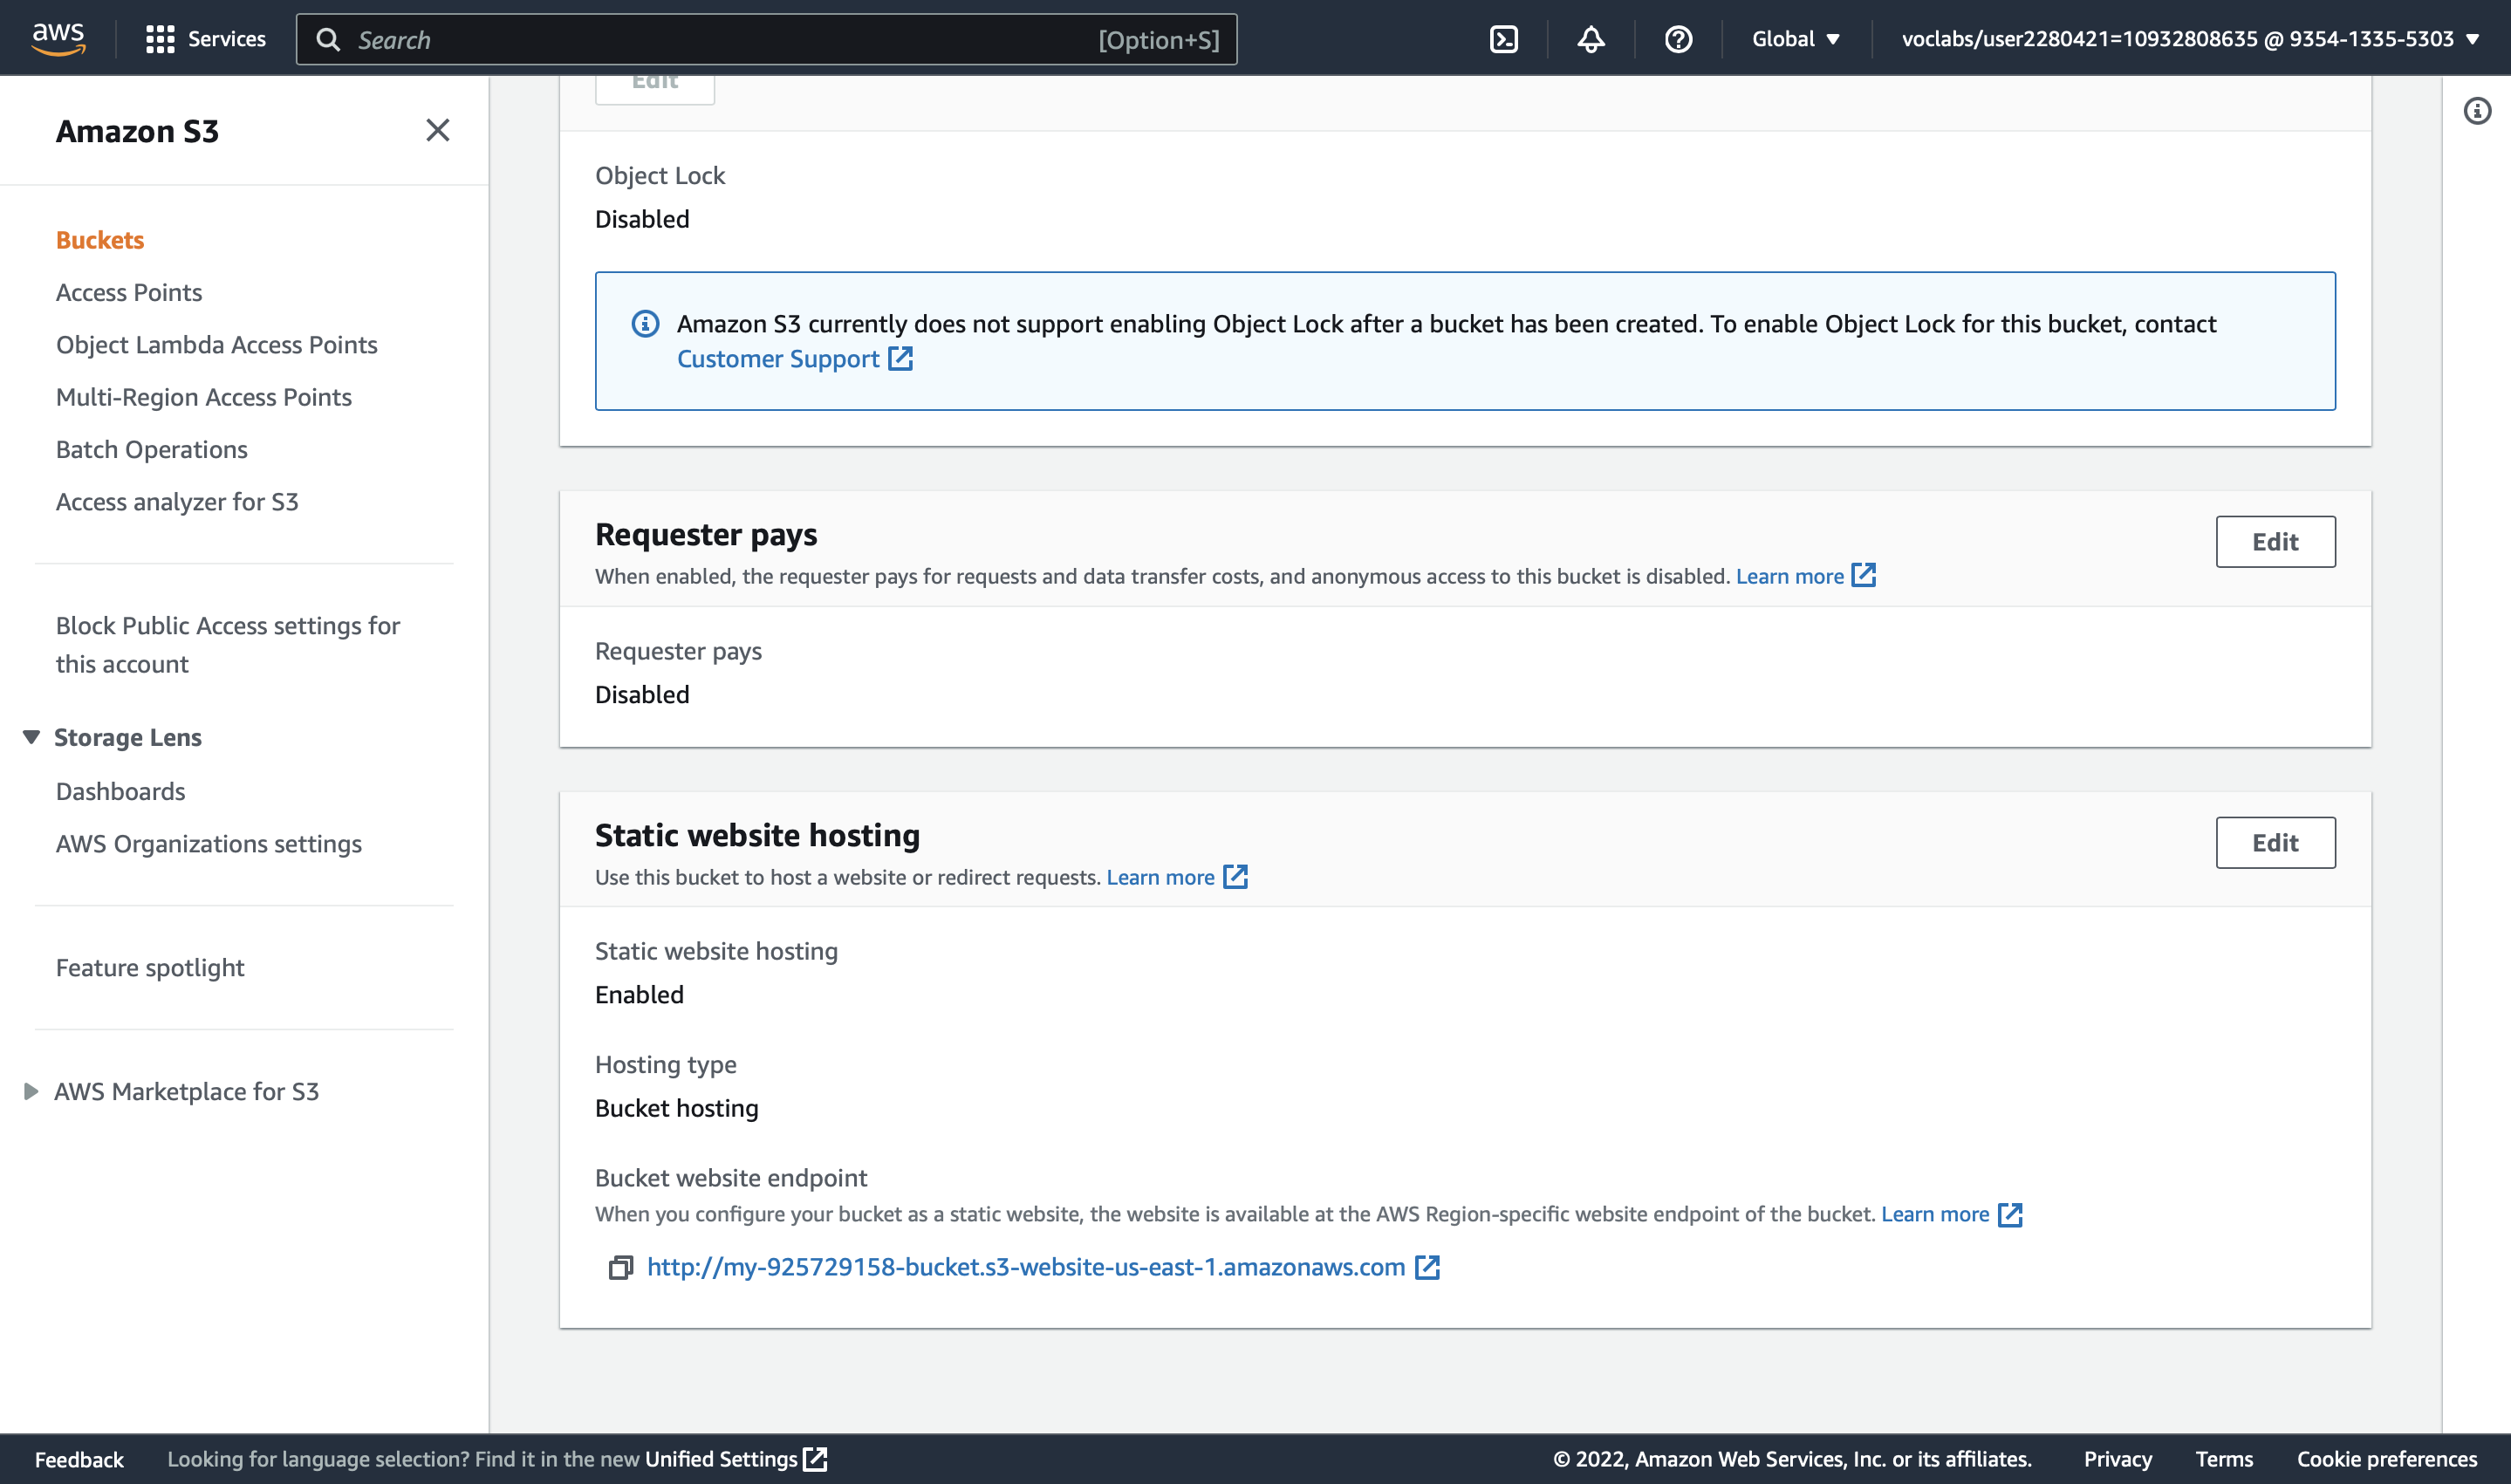 aws
Services
Search [Option+S]
Global
voclabs/user2280421=10932808635 @ 9354-1335-5303
Amazon S3
Buckets
Access Points
Object Lambda Access Points
Multi-Region Access Points
Batch Operations
Access analyzer for S3
Block Public Access settings for
this account
Storage Lens
Dashboards
AWS Organizations settings
Feature spotlight
AWS Marketplace for S3
Edit
Object Lock
Disabled
Amazon S3 currently does not support enabling Object Lock after a bucket has been created. To enable Object Lock for this bucket, contact
Customer Support
Requester pays
Edit
When enabled, the requester pays for requests and data transfer costs, and anonymous access to this bucket is disabled. Learn more
Requester pays
Disabled
Static website hosting
Edit
Use this bucket to host a website or redirect requests. Learn more
Static website hosting
Enabled
Hosting type
Bucket hosting
Bucket website endpoint
When you configure your bucket as a static website, the website is available at the AWS Region-specific website endpoint of the bucket. Learn more
http://my-925729158-bucket.s3-website-us-east-1.amazonaws.com
Feedback
Looking for language selection? Find it in the new Unified Settings
© 2022, Amazon Web Services, Inc. or its affiliates.
Privacy
Terms
Cookie preferences